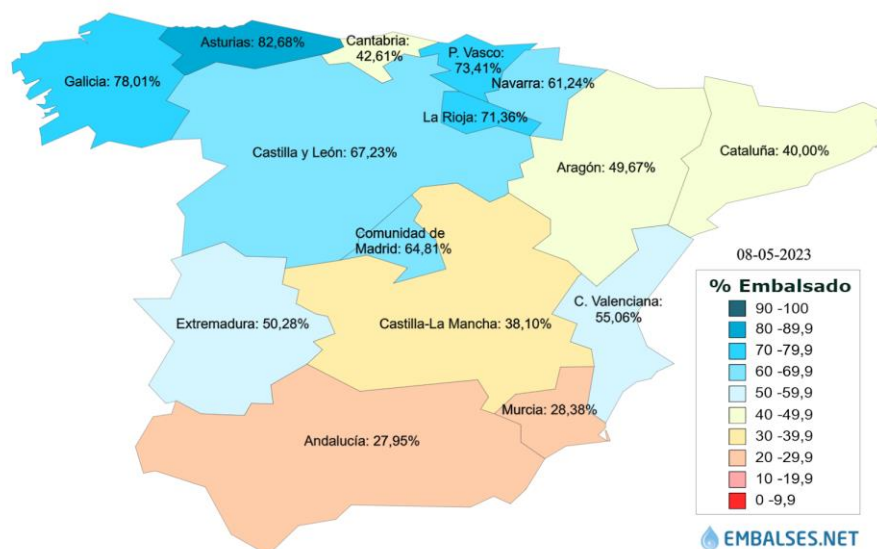 Asturias: 82,68%
Cantabria:
42,61%
P. Vasco:
73,41%
Galicia: 78,01%
Navarra: 61,24%
La Rioja: 71,36%
Castilla y León: 67,23%
Aragón: 49,67%
Cataluña: 40,00%
Comunidad de
Madrid: 64,81%
08-05-2023
% Embalsado
90 -100
80 -89,9
70 -79,9
60 -69,9
50 -59,9
40 -49,9
30 -39,9
20 -29,9
10 -19,9
0 -9,9
C. Valenciana:
55,06%
Extremadura: 50,28%
Castilla-La Mancha: 38,10%
Murcia: 28,38%
Andalucía: 27,95%
EMBALSES.NET